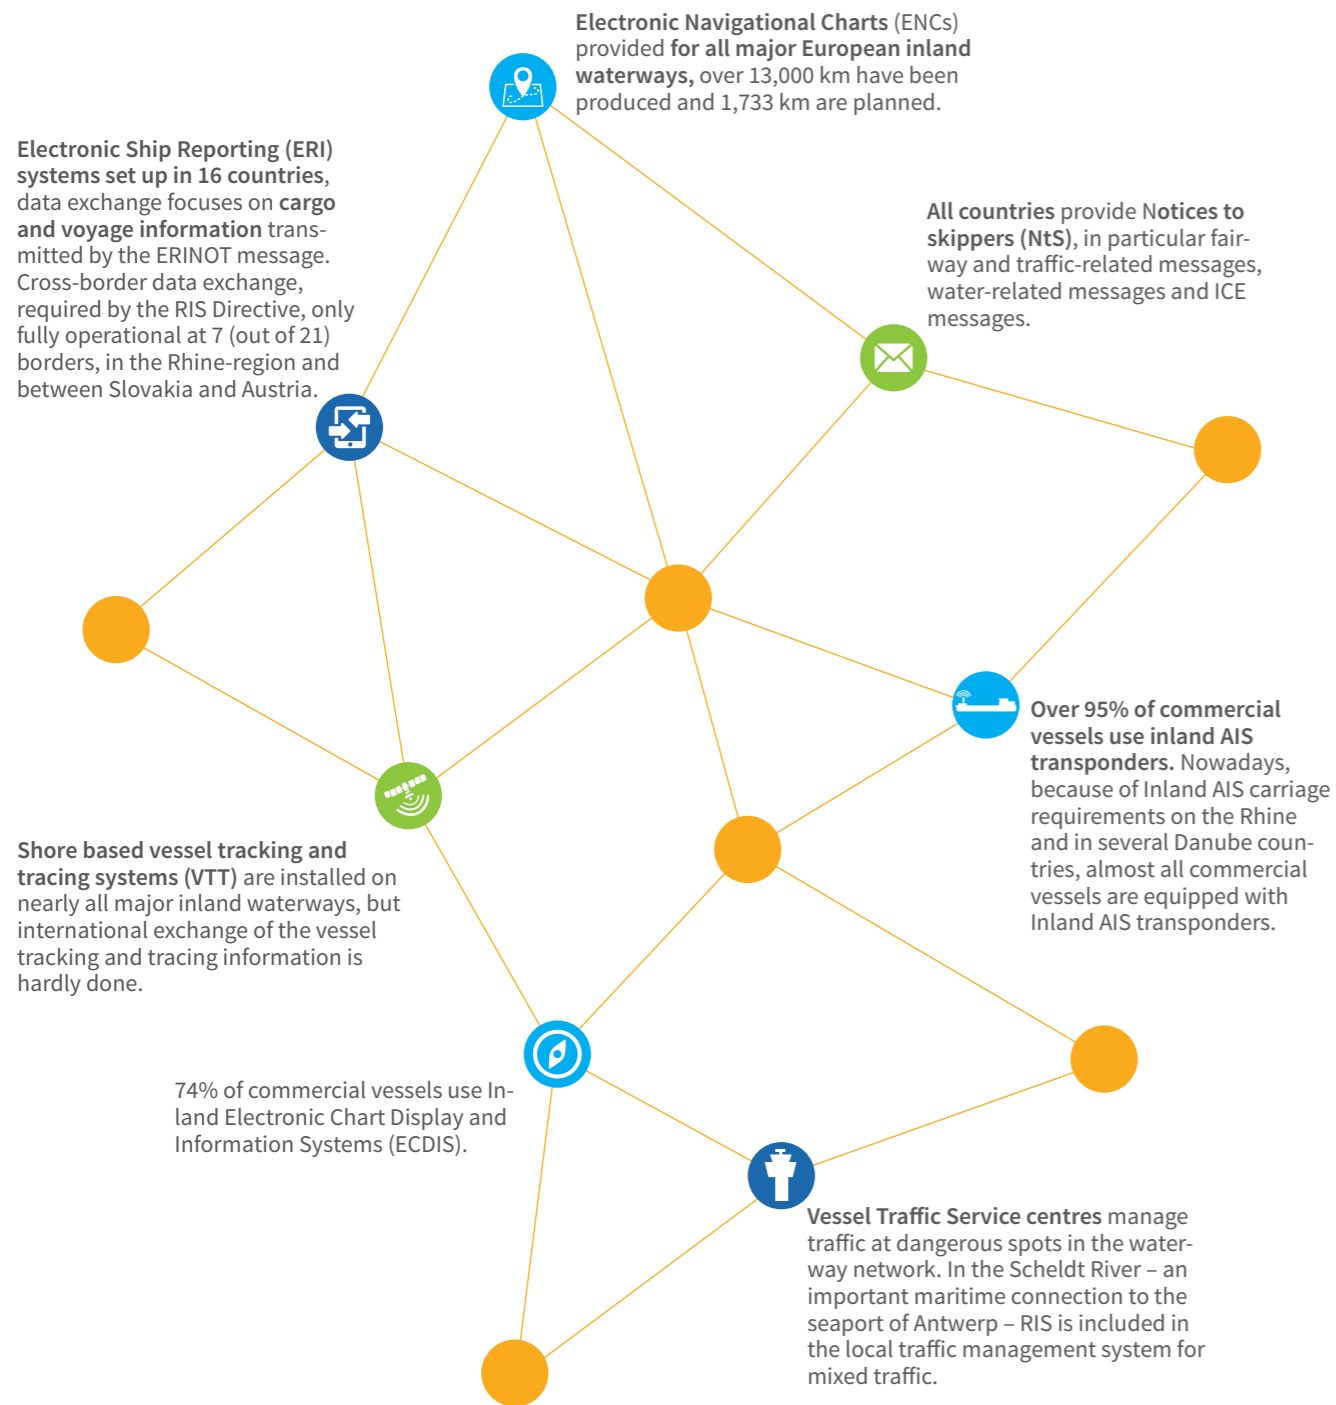 Electronic Navigational Charts (ENCs)
provided for all major European inland
waterways, over 13,000 km have been
produced and 1,733 km are planned.
Electronic Ship Reporting (ERI)
systems set up in 16 countries,
data exchange focuses on cargo
and voyage information trans-
mitted by the ERINOT message.
Cross-border data exchange,
required by the RIS Directive, only
fully operational at 7 (out of 21)
borders, in the Rhine-region and
between Slovakia and Austria.
All countries provide Notices to
skippers (NtS), in particular fair-
way and traffic-related messages,
water-related messages and ICE
messages.
Over 95% of commercial
vessels use inland AIS
transponders. Nowadays,
because of Inland AIS carriage
requirements on the Rhine
and in several Danube coun-
tries, almost all commercial
vessels are equipped with
Inland AIS transponders.
Shore based vessel tracking and
tracing systems (VTT) are installed on
nearly all major inland waterways, but
international exchange of the vessel
tracking and tracing information is
hardly done.
74% of commercial vessels use In-
land Electronic Chart Display and
Information Systems (ECDIS).
Vessel Traffic Service centres manage
traffic at dangerous spots in the water-
way network. In the Scheldt River – an
important maritime connection to the
seaport of Antwerp – RIS is included in
the local traffic management system for
mixed traffic.